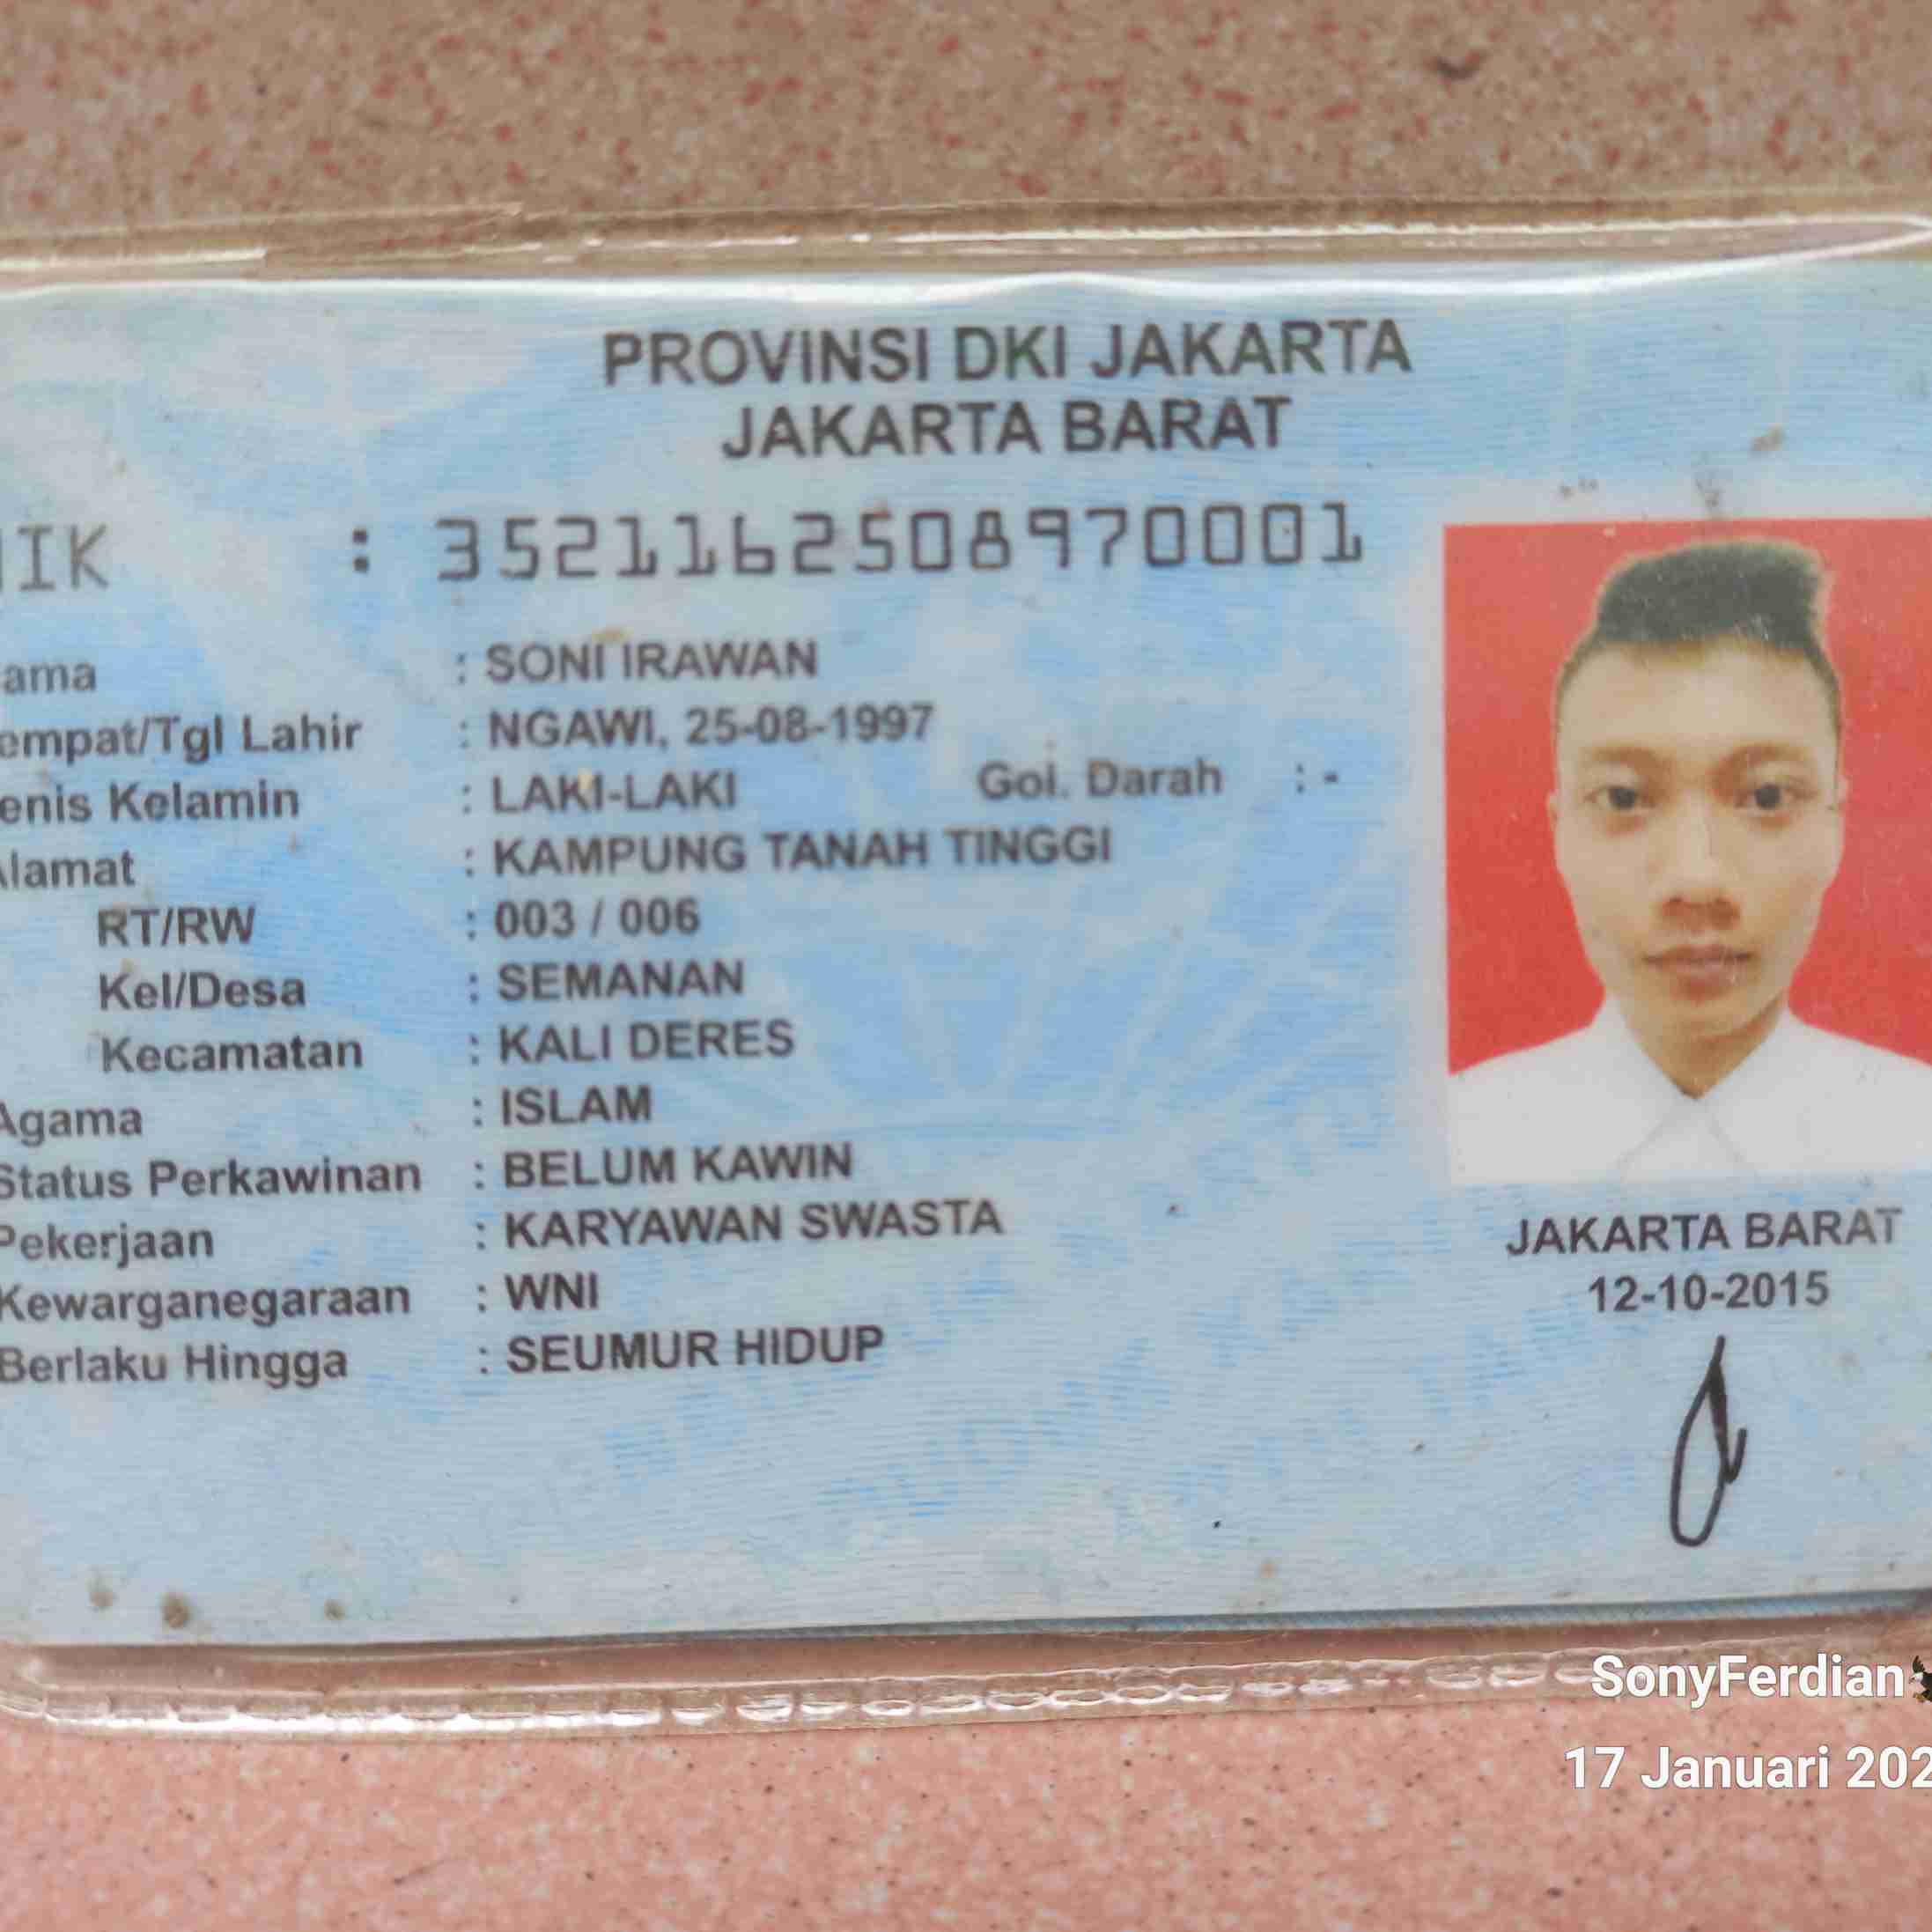 PROVINSI DKI JAKARTA
JAKARTA BARAT
NIK : 3521162508970001
ama : SONI IRAWAN
empat/Tgl Lahir : NGAWI, 25-08-1997
enis Kelamin : LAKI-LAKI Gol. Darah : -
Alamat : KAMPUNG TANAH TINGGI
RT/RW : 003 / 006
Kel/Desa : SEMANAN
Kecamatan : KALI DERES
Agama : ISLAM
Status Perkawinan : BELUM KAWIN
Pekerjaan : KARYAWAN SWASTA
Kewarganegaraan : WNI
Berlaku Hingga : SEUMUR HIDUP
JAKARTA BARAT
12-10-2015
SonyFerdian
17 Januari 202